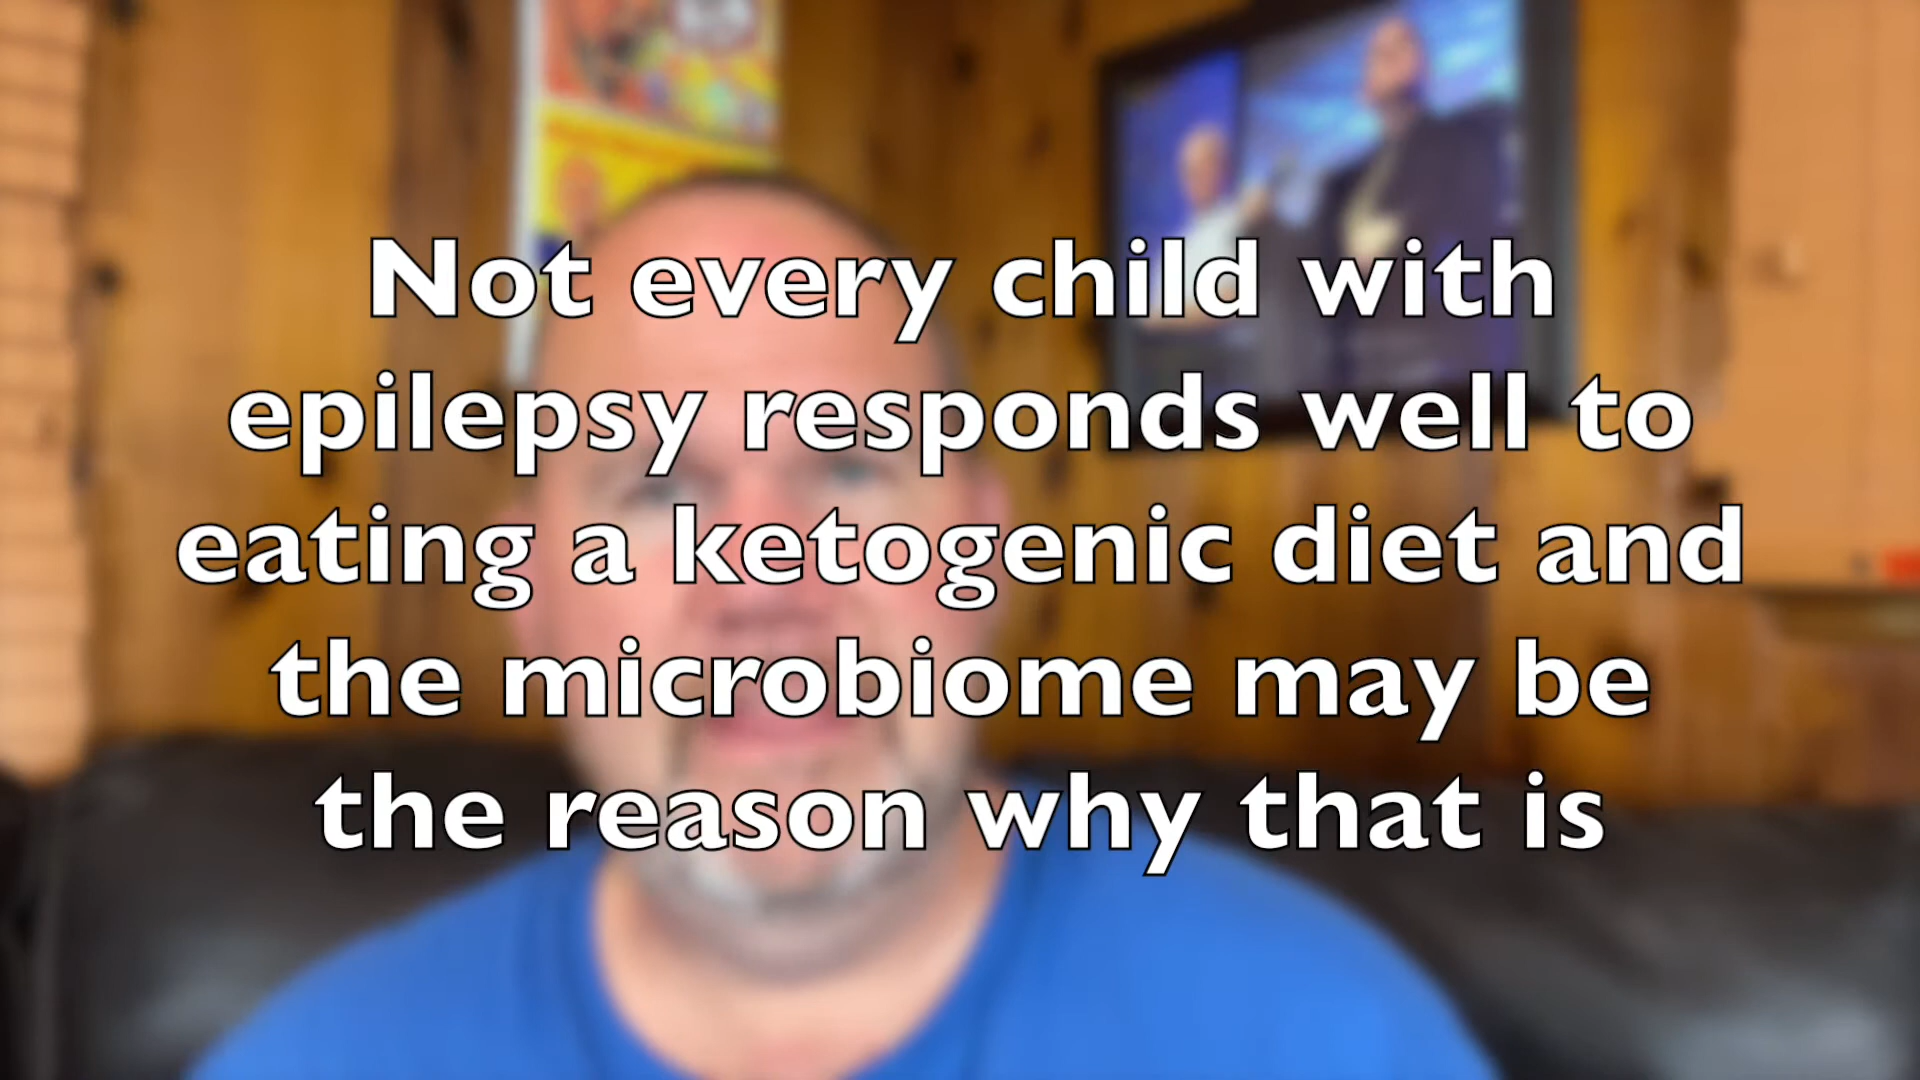 Not every child with
epilepsy responds well to
eating a ketogenic diet and
the microbiome may be
the reason why that is